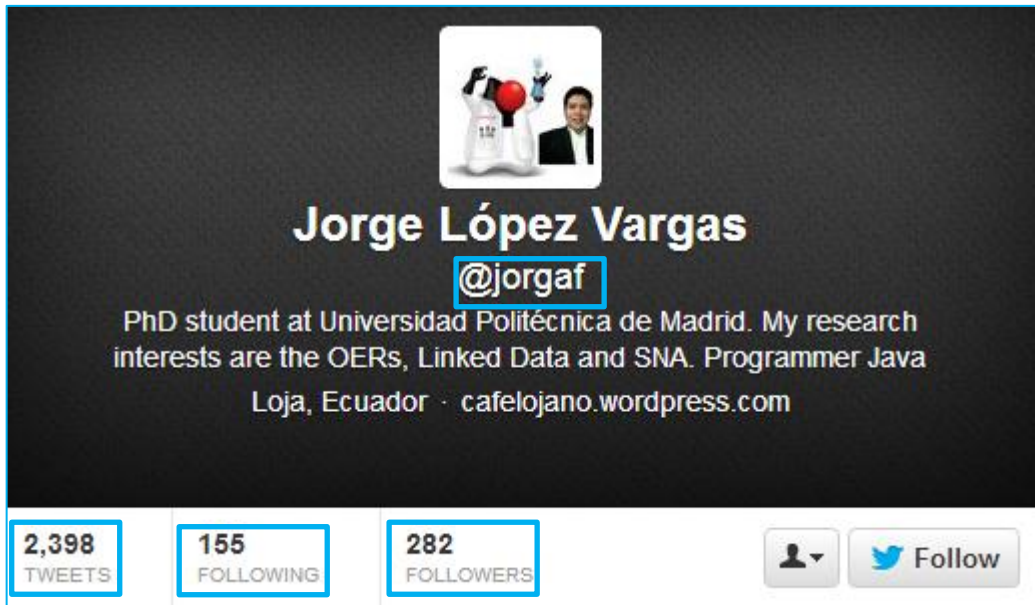 Jorge López Vargas
@jorgaf
PhD student at Universidad Politécnica de Madrid. My research
interests are the OERs, Linked Data and SNA. Programmer Java
Loja, Ecuador · cafelojano.wordpress.com
2,398 155 282
TWEETS FOLLOWING FOLLOWERS
Follow